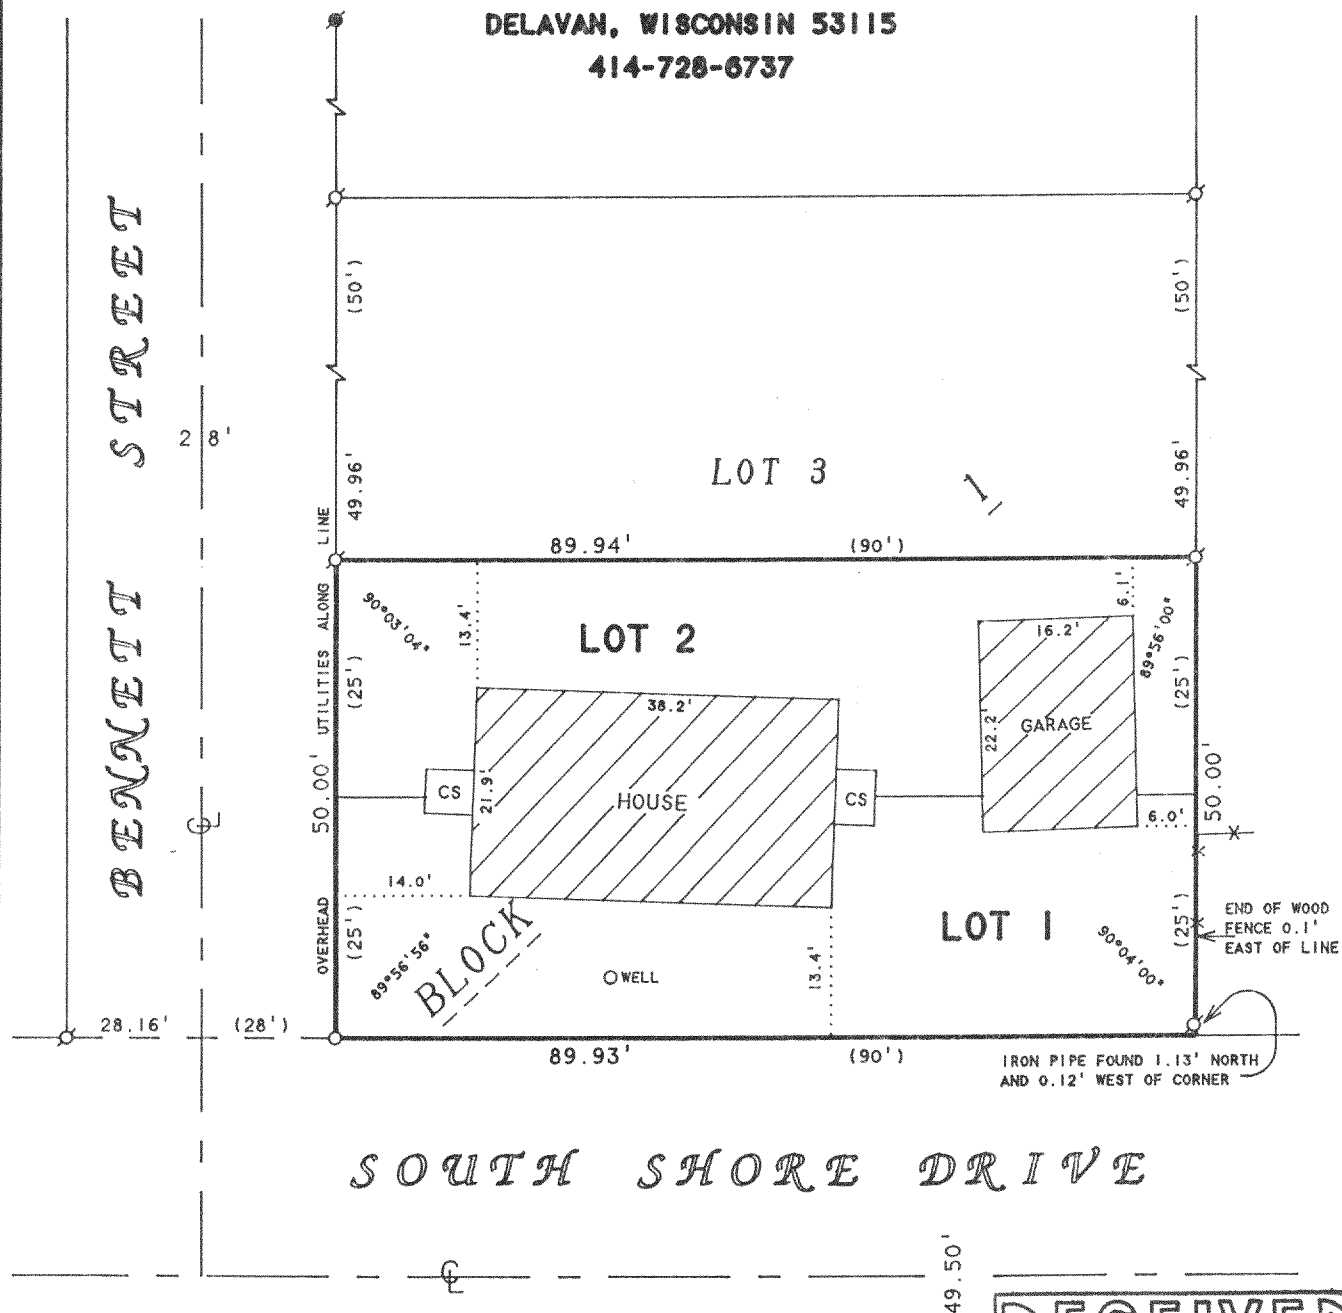 DELAVAN, WISCONSIN 53115
414-728-6737
BENNETT STREET
28'
(50')
(50')
49.96'
49.96'
LOT 3
1
89.94'
(90')
OVERHEAD UTILITIES ALONG LINE
90°03'04"
13.4'
LOT 2
6.1'
16.2'
89°56'00"
(25')
(25')
38.2'
22.2'
GARAGE
50.00'
CS
21.9'
HOUSE
CS
50.00'
6.0'
14.0'
(25')
89°56'56"
BLOCK
LOT 1
90°04'00"
(25')
END OF WOOD
FENCE 0.1'
EAST OF LINE
WELL
13.4'
28.16'
(28')
89.93'
(90')
IRON PIPE FOUND 1.13' NORTH
AND 0.12' WEST OF CORNER
SOUTH SHORE DRIVE
49.50'
RECEIVED